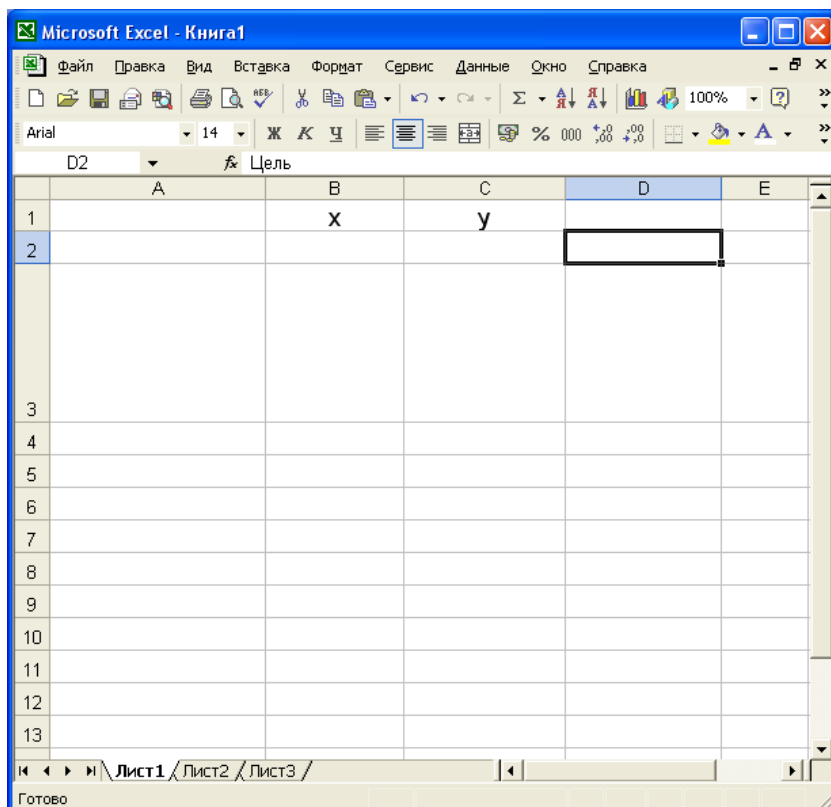 Microsoft Excel - Книга1
Файл Правка Вид Вставка Формат Сервис Данные Окно Справка
100%
Arial 14 Ж К Ч % 000
D2 fx Цель
A B C D E
1 x y
2
3
4
5
6
7
8
9
10
11
12
13
Лист1 Лист2 Лист3
Готово